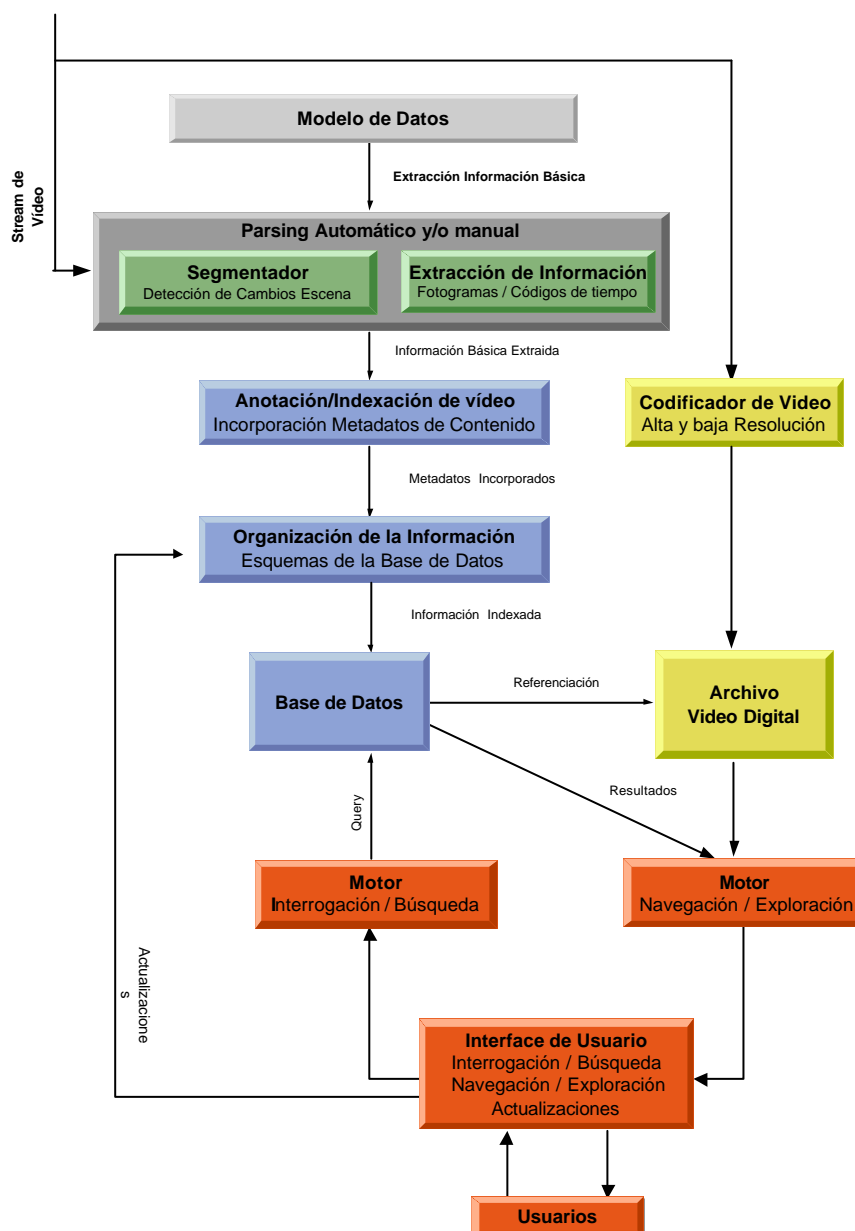 Modelo de Datos
Extracción Información Básica
Stream de
Vídeo
Parsing Automático y/o manual
Segmentador
Detección de Cambios Escena
Extracción de Información
Fotogramas / Códigos de tiempo
Información Básica Extraida
Anotación/Indexación de vídeo
Incorporación Metadatos de Contenido
Codificador de Video
Alta y baja Resolución
Metadatos Incorporados
Organización de la Información
Esquemas de la Base de Datos
Información Indexada
Base de Datos
Referenciación
Archivo
Video Digital
Resultados
Query
Motor
Interrogación / Búsqueda
Motor
Navegación / Exploración
Actualizacione
s
Interface de Usuario
Interrogación / Búsqueda
Navegación / Exploración
Actualizaciones
Usuarios